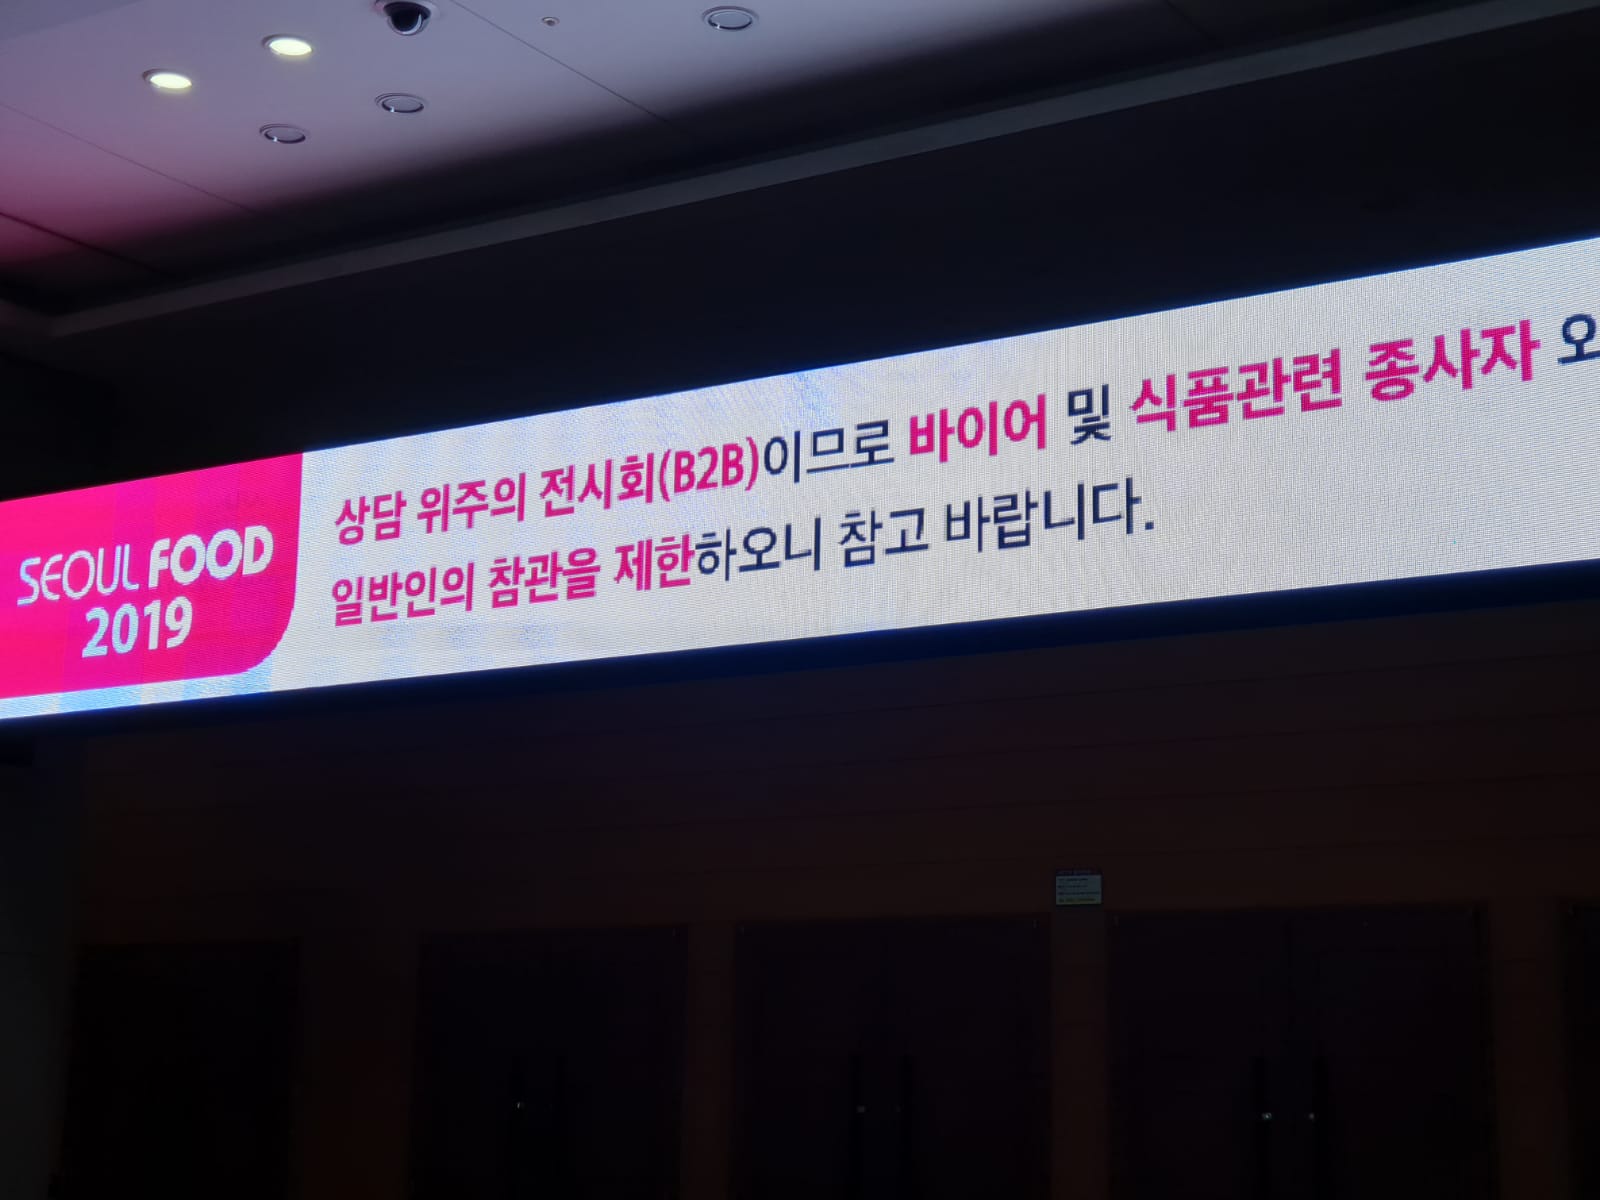 SEOUL FOOD
2019
상담 위주의 전시회(B2B)이므로 바이어 및 식품관련 종사자
일반인의 참관을 제한하오니 참고 바랍니다.